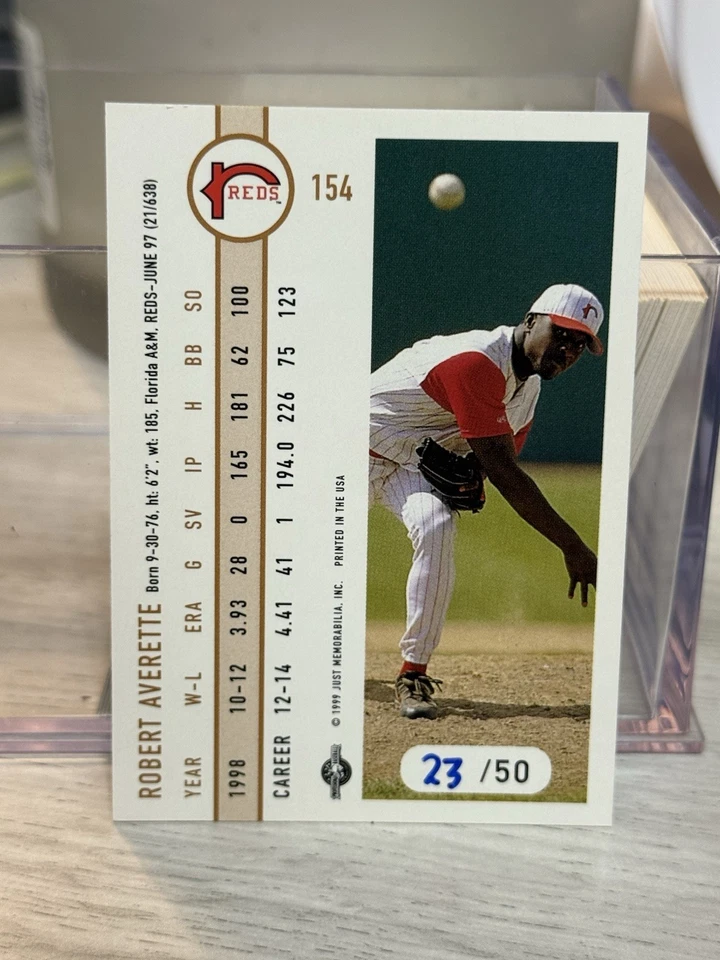 REDS
TM
154
ROBERT AVERETTE Born 9-30-76, ht: 6'2", wt: 185, Florida A&M, REDS-JUNE 97 (21/638)
YEAR W-L ERA G SV IP H BB SO
1998 10-12 3.93 28 0 165 181 62 100
CAREER 12-14 4.41 41 1 194.0 226 75 123
© 1999 JUST MEMORABILIA, INC. PRINTED IN THE USA
23 /50